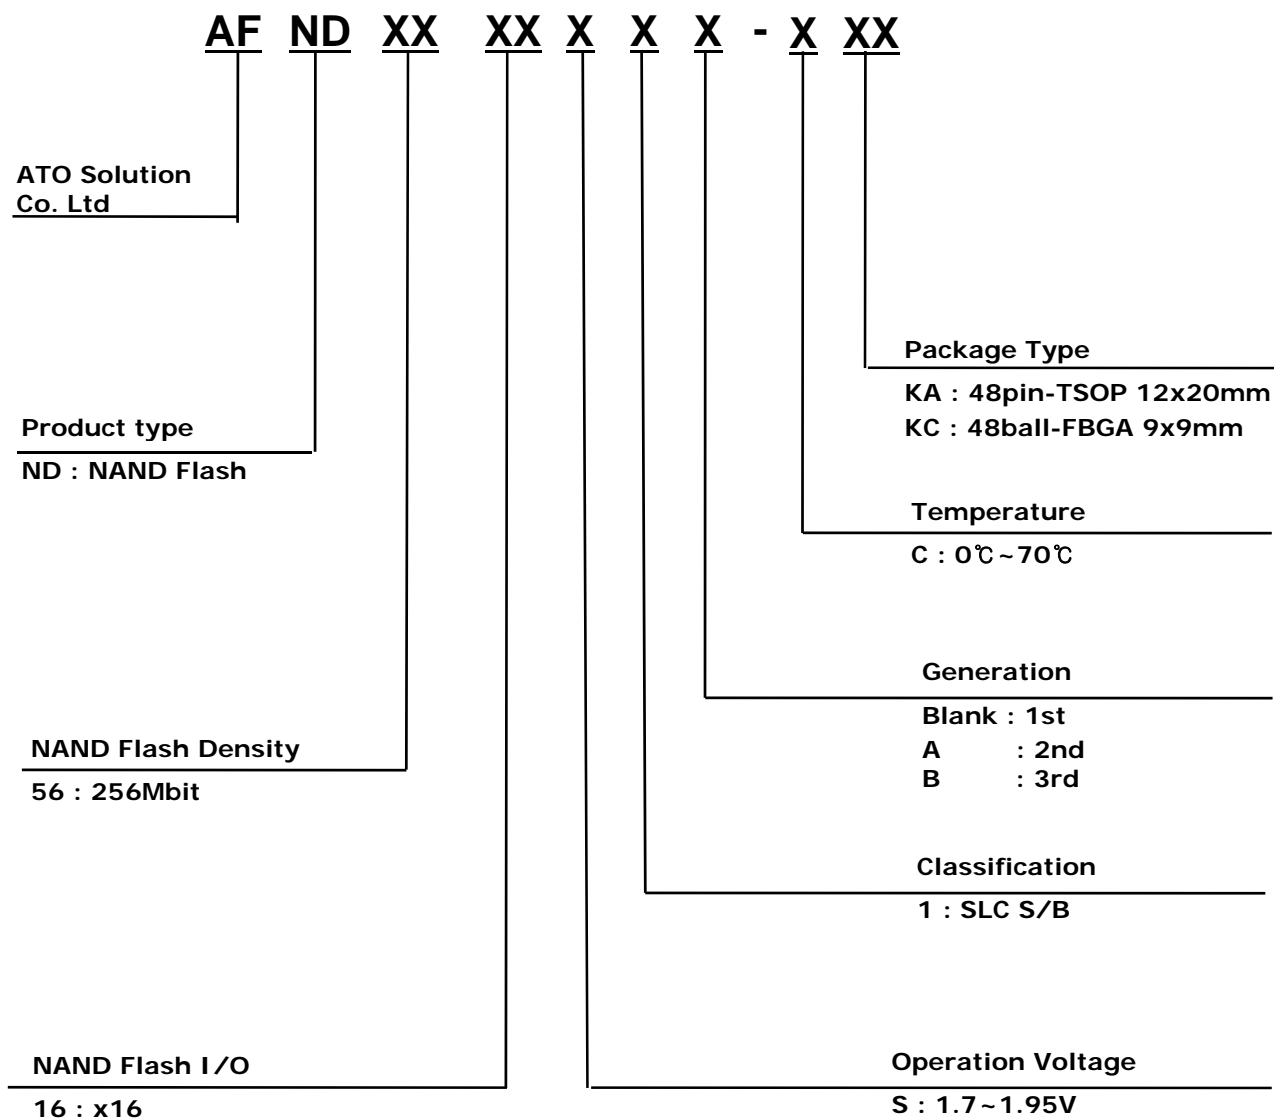 AF ND XX XX X X X - X XX
ATO Solution
Co. Ltd
Package Type
KA : 48pin-TSOP 12x20mm
KC : 48ball-FBGA 9x9mm
Product type
ND : NAND Flash
Temperature
C : 0℃~70℃
Generation
Blank : 1st
A : 2nd
B : 3rd
NAND Flash Density
56 : 256Mbit
Classification
1 : SLC S/B
NAND Flash I/O
16 : x16
Operation Voltage
S : 1.7~1.95V